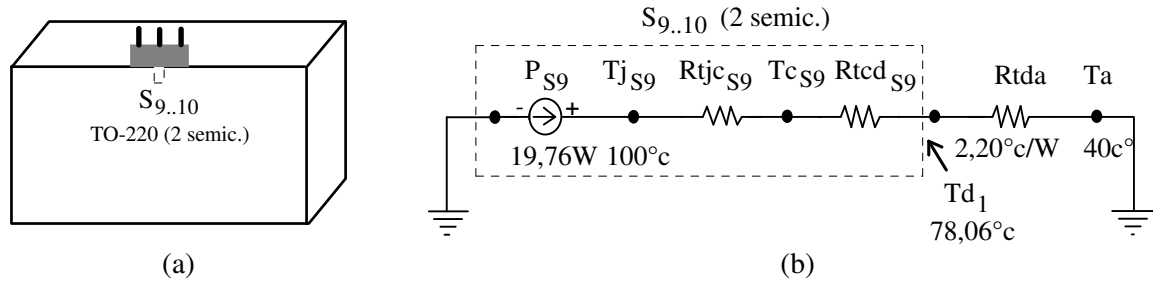 S9..10
TO-220 (2 semic.)
(a)
S9..10 (2 semic.)
PS9 TjS9 RtjcS9 TcS9 RtcdS9 Rtda Ta
- +
19,76W 100°c 2,20°c/W 40c°
Td1
78,06°c
(b)